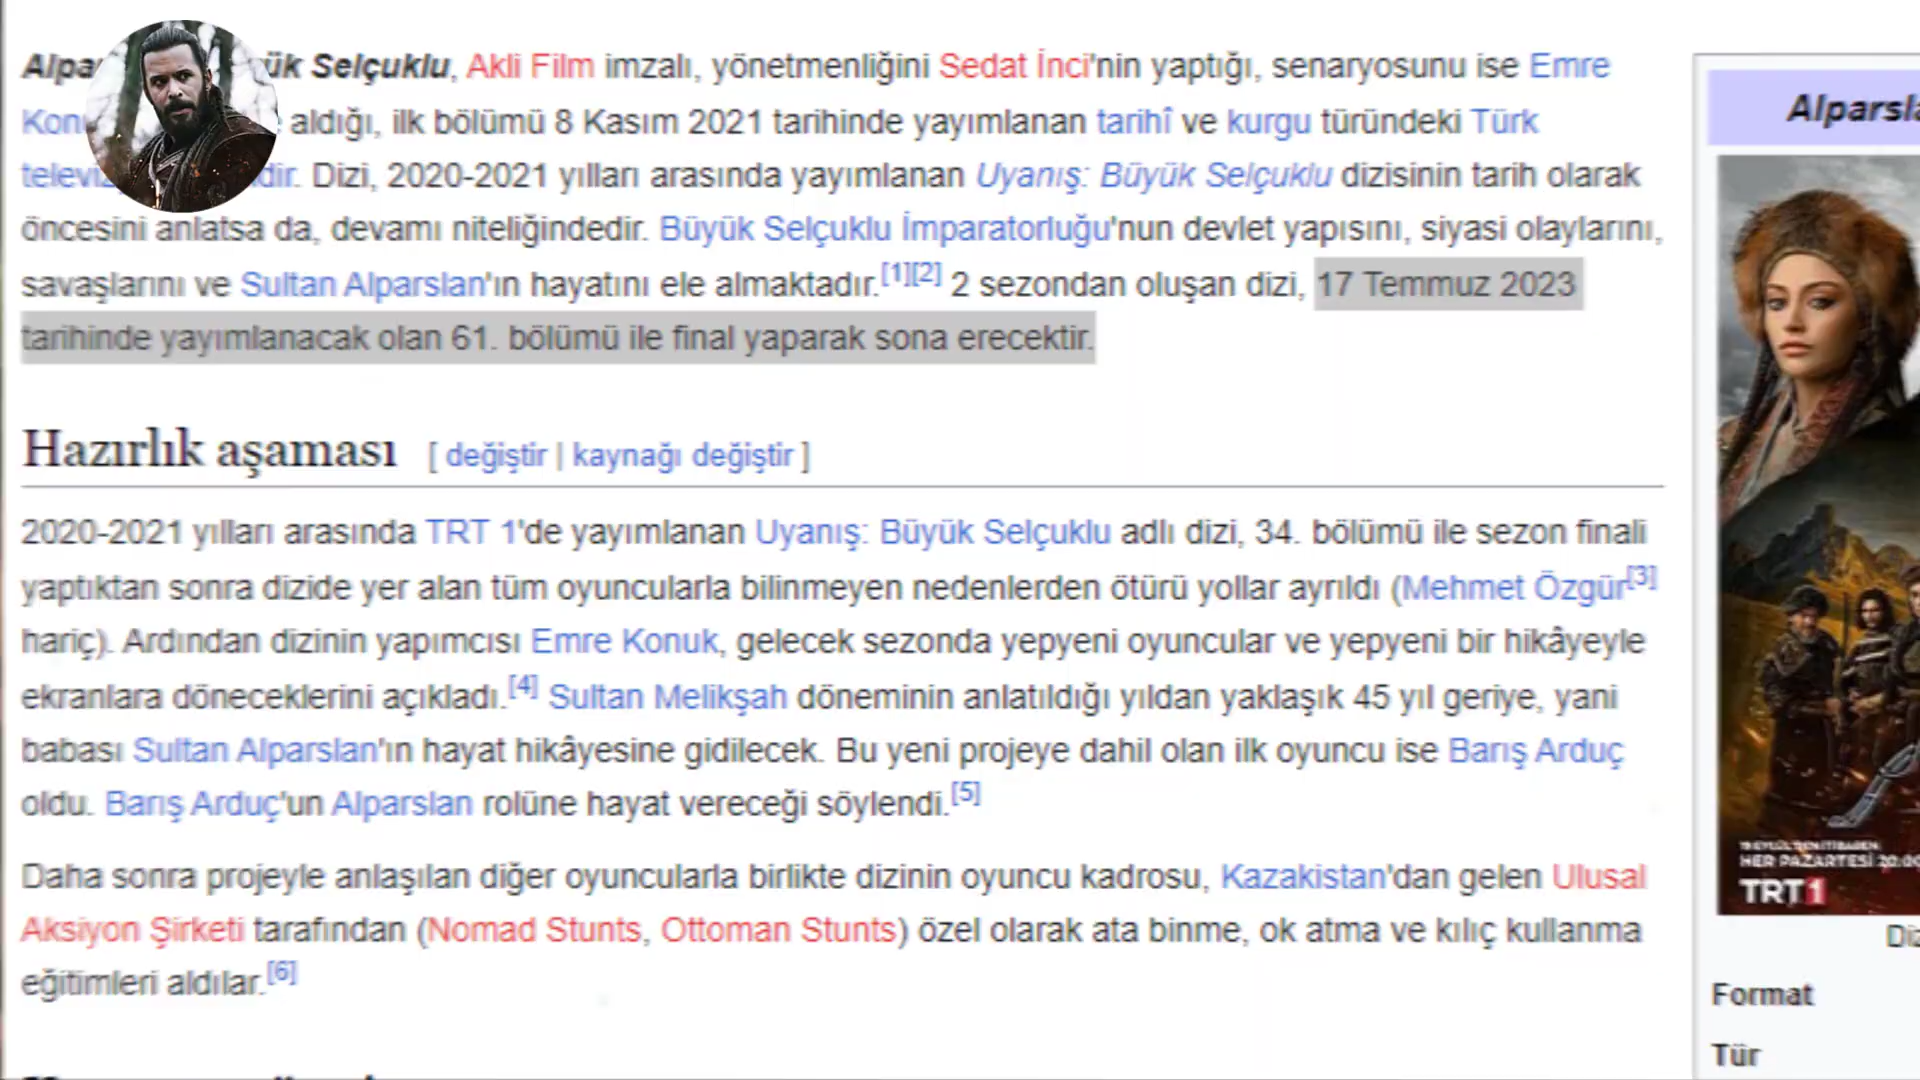 Alpa ük Selçuklu, Akli Film imzalı, yönetmenliğini Sedat İnci'nin yaptığı, senaryosunu ise Emre
Kon aldığı, ilk bölümü 8 Kasım 2021 tarihinde yayımlanan tarihî ve kurgu türündeki Türk
televiz dir. Dizi, 2020-2021 yılları arasında yayımlanan Uyanış: Büyük Selçuklu dizisinin tarih olarak
öncesini anlatsa da, devamı niteliğindedir. Büyük Selçuklu İmparatorluğu'nun devlet yapısını, siyasi olaylarını,
savaşlarını ve Sultan Alparslan'ın hayatını ele almaktadır.[1][2] 2 sezondan oluşan dizi, 17 Temmuz 2023
tarihinde yayımlanacak olan 61. bölümü ile final yaparak sona erecektir.
Hazırlık aşaması [ değiştir | kaynağı değiştir ]
2020-2021 yılları arasında TRT 1'de yayımlanan Uyanış: Büyük Selçuklu adlı dizi, 34. bölümü ile sezon finali
yaptıktan sonra dizide yer alan tüm oyuncularla bilinmeyen nedenlerden ötürü yollar ayrıldı (Mehmet Özgür[3]
hariç). Ardından dizinin yapımcısı Emre Konuk, gelecek sezonda yepyeni oyuncular ve yepyeni bir hikâyeyle
ekranlara döneceklerini açıkladı.[4] Sultan Melikşah döneminin anlatıldığı yıldan yaklaşık 45 yıl geriye, yani
babası Sultan Alparslan'ın hayat hikâyesine gidilecek. Bu yeni projeye dahil olan ilk oyuncu ise Barış Arduç
oldu. Barış Arduç'un Alparslan rolüne hayat vereceği söylendi.[5]
Daha sonra projeyle anlaşılan diğer oyuncularla birlikte dizinin oyuncu kadrosu, Kazakistan'dan gelen Ulusal
Aksiyon Şirketi tarafından (Nomad Stunts, Ottoman Stunts) özel olarak ata binme, ok atma ve kılıç kullanma
eğitimleri aldılar.[6]
Alparsla
HER PAZARTESİ 20.00
TRT1
Diz
Format
Tür